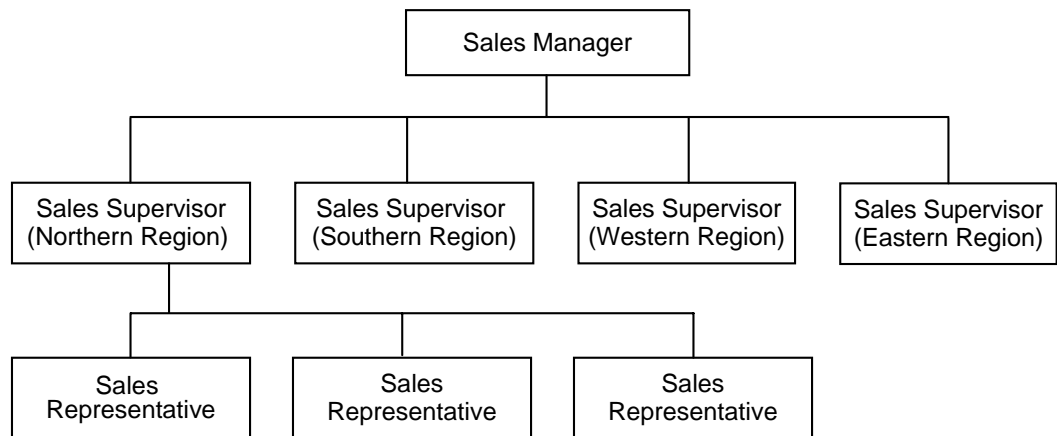 Sales Manager
Sales Supervisor
(Northern Region)
Sales Supervisor
(Southern Region)
Sales Supervisor
(Western Region)
Sales Supervisor
(Eastern Region)
Sales
Representative
Sales
Representative
Sales
Representative